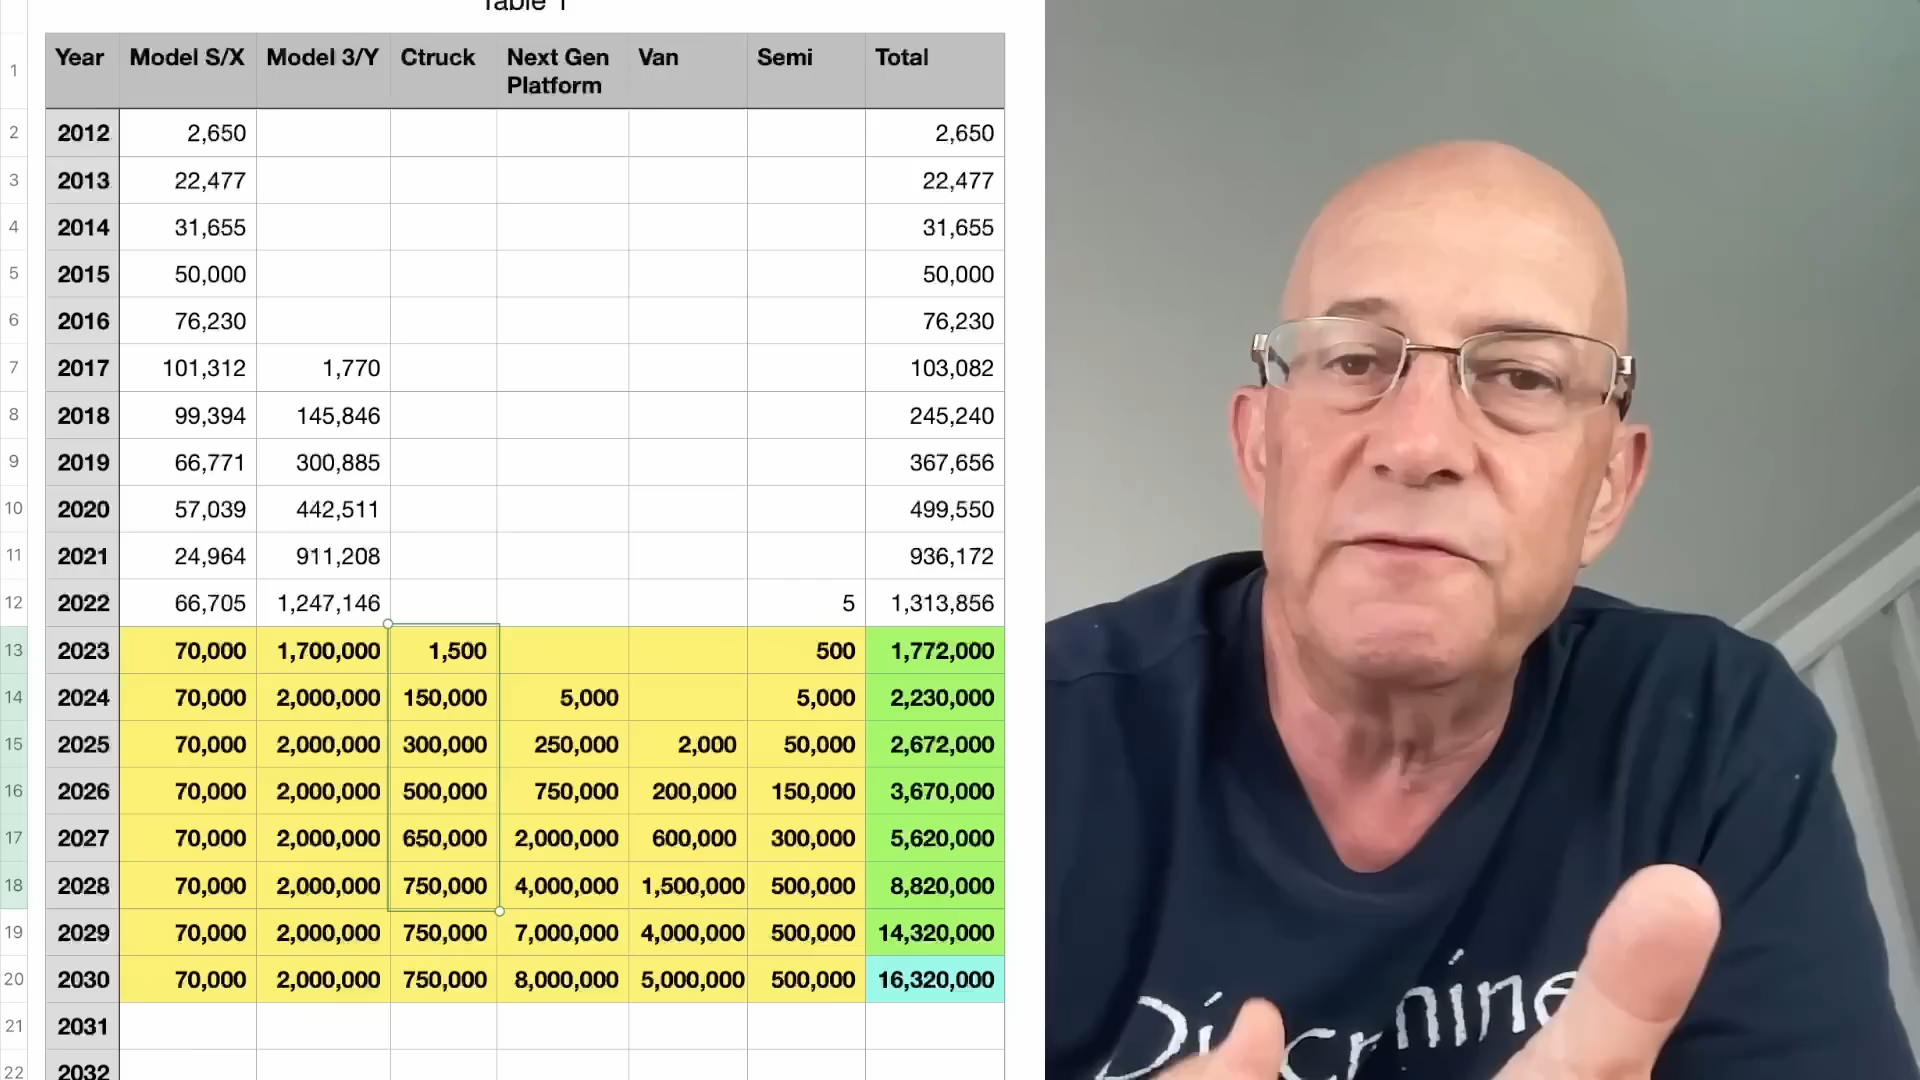 Table 1
1 Year Model S/X Model 3/Y Ctruck Next Gen Platform Van Semi Total
2 2012 2,650 2,650
3 2013 22,477 22,477
4 2014 31,655 31,655
5 2015 50,000 50,000
6 2016 76,230 76,230
7 2017 101,312 1,770 103,082
8 2018 99,394 145,846 245,240
9 2019 66,771 300,885 367,656
10 2020 57,039 442,511 499,550
11 2021 24,964 911,208 936,172
12 2022 66,705 1,247,146 5 1,313,856
13 2023 70,000 1,700,000 1,500 500 1,772,000
14 2024 70,000 2,000,000 150,000 5,000 5,000 2,230,000
15 2025 70,000 2,000,000 300,000 250,000 2,000 50,000 2,672,000
16 2026 70,000 2,000,000 500,000 750,000 200,000 150,000 3,670,000
17 2027 70,000 2,000,000 650,000 2,000,000 600,000 300,000 5,620,000
18 2028 70,000 2,000,000 750,000 4,000,000 1,500,000 500,000 8,820,000
19 2029 70,000 2,000,000 750,000 7,000,000 4,000,000 500,000 14,320,000
20 2030 70,000 2,000,000 750,000 8,000,000 5,000,000 500,000 16,320,000
21 2031
22 2032